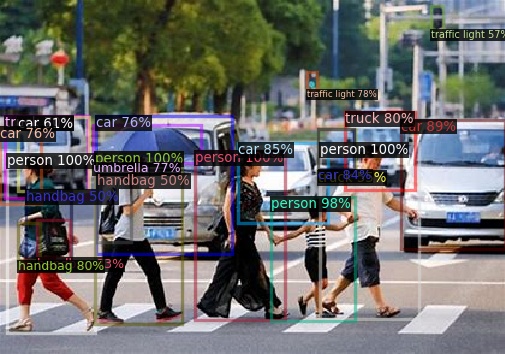 traffic light 57%
traffic light 78%
truck 80%
car 61%
car 76%
car 89%
car 76%
person 100%
person 100%
person 100%
car 85%
person 100%
umbrella 77%
handbag 50%
car 84%
handbag 50%
person 98%
handbag 80%